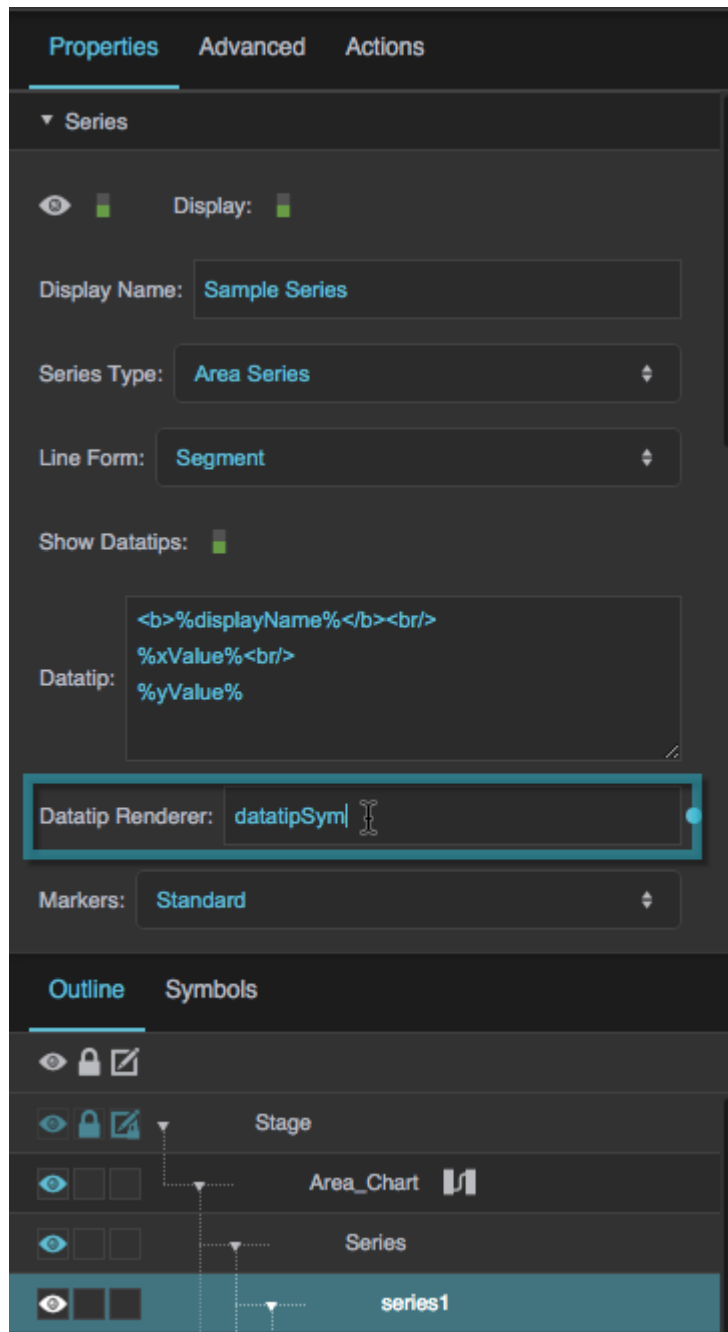 Properties Advanced Actions
Series
Display:
Display Name: Sample Series
Series Type: Area Series
Line Form: Segment
Show Datatips:
<b>%displayName%</b><br/>
%xValue%<br/>
Datatip: %yValue%
Datatip Renderer: datatipSym
Markers: Standard
Outline Symbols
Stage
Area_Chart
Series
series1